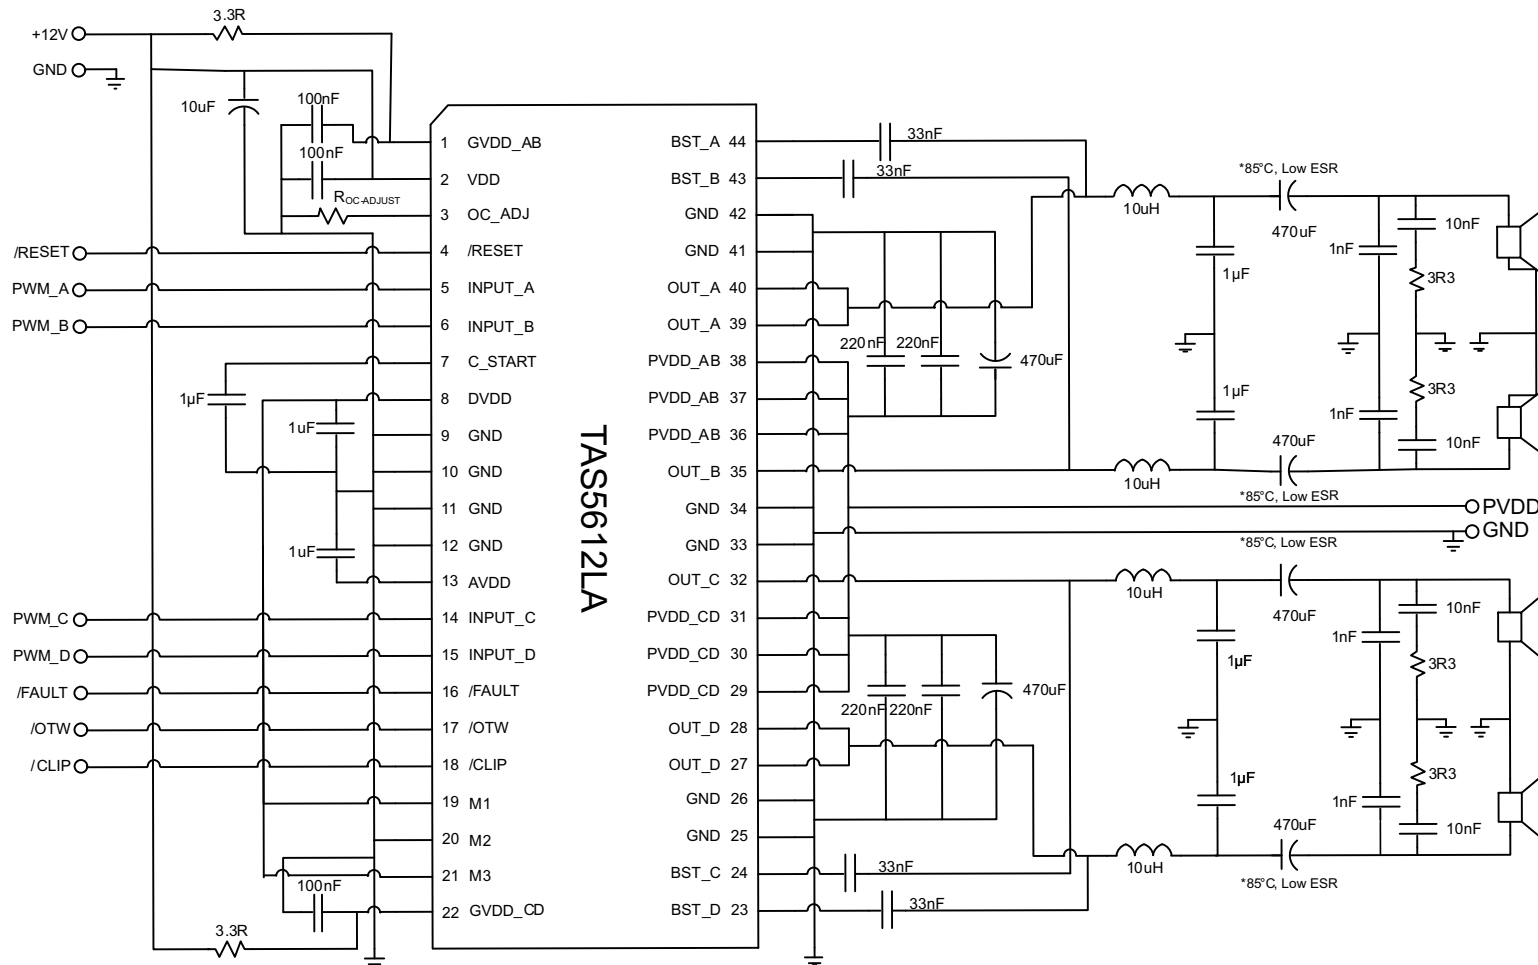 3.3R
+12V
GND
10uF
100nF
100nF
R_OC-ADJUST
/RESET
PWM_A
PWM_B
1µF
1uF
1uF
PWM_C
PWM_D
/FAULT
/OTW
/CLIP
100nF
3.3R
1 GVDD_AB
2 VDD
3 OC_ADJ
4 /RESET
5 INPUT_A
6 INPUT_B
7 C_START
8 DVDD
9 GND
10 GND
11 GND
12 GND
13 AVDD
14 INPUT_C
15 INPUT_D
16 /FAULT
17 /OTW
18 /CLIP
19 M1
20 M2
21 M3
22 GVDD_CD
TAS5612LA
BST_A 44
BST_B 43
GND 42
GND 41
OUT_A 40
OUT_A 39
PVDD_AB 38
PVDD_AB 37
PVDD_AB 36
OUT_B 35
GND 34
GND 33
OUT_C 32
PVDD_CD 31
PVDD_CD 30
PVDD_CD 29
OUT_D 28
OUT_D 27
GND 26
GND 25
BST_C 24
BST_D 23
33nF
33nF
220nF
220nF
470uF
10uH
10uH
*85°C, Low ESR
470uF
1µF
1µF
1nF
1nF
10nF
3R3
3R3
10nF
470uF
*85°C, Low ESR
PVDD
GND
*85°C, Low ESR
220nF
220nF
470uF
33nF
33nF
10uH
10uH
470uF
1µF
1µF
1nF
1nF
10nF
3R3
3R3
10nF
470uF
*85°C, Low ESR